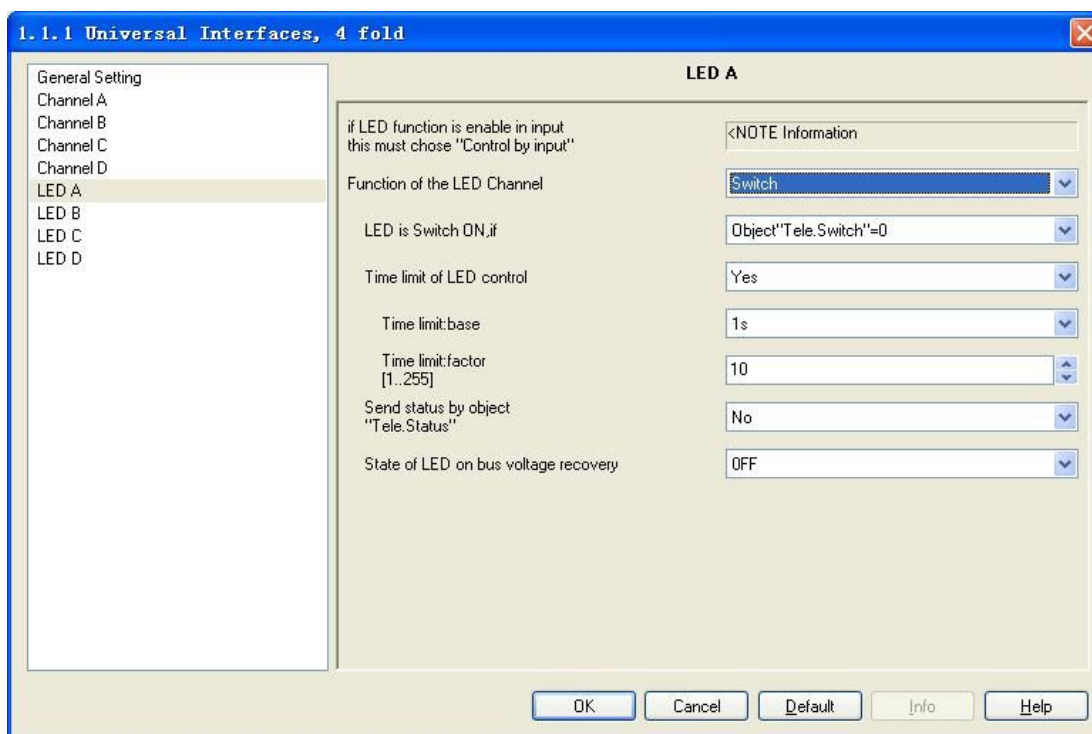 1.1.1 Universal Interfaces, 4 fold
General Setting
Channel A
Channel B
Channel C
Channel D
LED A
LED B
LED C
LED D
LED A
if LED function is enable in input
this must chose "Control by input"
<NOTE Information
Function of the LED Channel
Switch
LED is Switch ON,if
Object"Tele.Switch"=0
Time limit of LED control
Yes
Time limit:base
1s
Time limit:factor
[1..255]
10
Send status by object
"Tele.Status"
No
State of LED on bus voltage recovery
OFF
OK
Cancel
Default
Info
Help